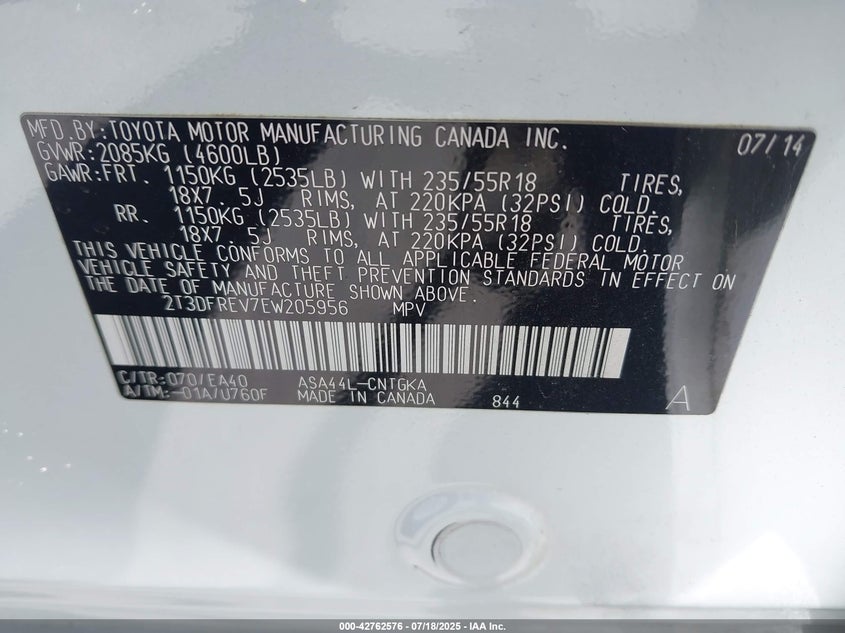 MFD. BY: TOYOTA MOTOR MANUFACTURING CANADA INC. 07/14
GVWR: 2085KG (4600LB)
GAWR: FRT. 1150KG (2535LB) WITH 235/55R18 TIRES,
18X7. 5J RIMS, AT 220KPA (32PSI) COLD.
RR. 1150KG (2535LB) WITH 235/55R18 TIRES,
18X7. 5J RIMS, AT 220KPA (32PSI) COLD.
THIS VEHICLE CONFORMS TO ALL APPLICABLE FEDERAL MOTOR
VEHICLE SAFETY AND THEFT PREVENTION STANDARDS IN EFFECT ON
THE DATE OF MANUFACTURE SHOWN ABOVE.
2T3DFREV7EW205956 MPV
C/TR: 070/EA40 ASA44L-CNTGKA
A/TM: -01A/U760F MADE IN CANADA 844 A
000-42762576 - 07/18/2025 - IAA Inc.